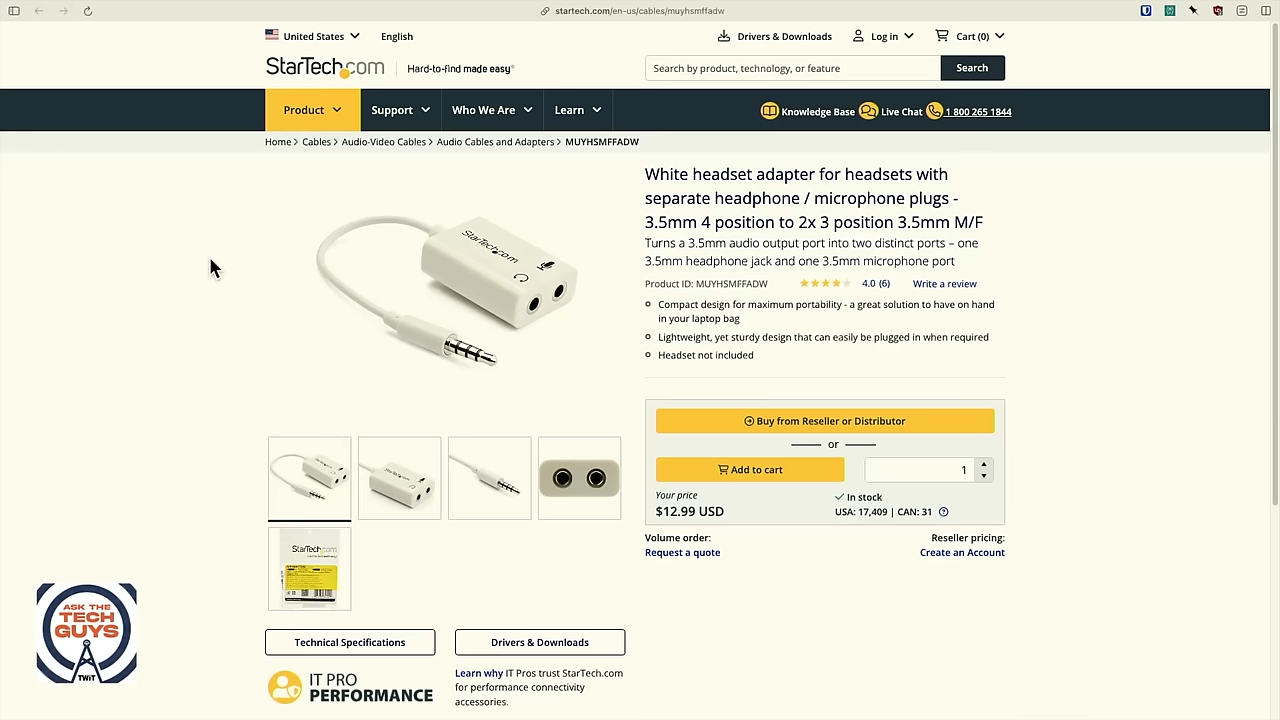 startech.com/en-us/cables/muyhsmffadw
United States
English
Drivers & Downloads
Log in
Cart (0)
StarTech.com
Hard-to-find made easy®
Search by product, technology, or feature
Search
Product
Support
Who We Are
Learn
Knowledge Base
Live Chat
1 800 265 1844
Home > Cables > Audio-Video Cables > Audio Cables and Adapters > MUYHSMFFADW
StarTech.com
White headset adapter for headsets with
separate headphone / microphone plugs -
3.5mm 4 position to 2x 3 position 3.5mm M/F
Turns a 3.5mm audio output port into two distinct ports – one
3.5mm headphone jack and one 3.5mm microphone port
Product ID: MUYHSMFFADW
4.0 (6)
Write a review
Compact design for maximum portability - a great solution to have on hand
in your laptop bag
Lightweight, yet sturdy design that can easily be plugged in when required
Headset not included
Buy from Reseller or Distributor
or
Add to cart
1
Your price
$12.99 USD
In stock
USA: 17,409 | CAN: 31
Volume order:
Request a quote
Reseller pricing:
Create an Account
StarTech.com
ASK THE
TECH
GUYS
TWiT
Technical Specifications
Drivers & Downloads
IT PRO
PERFORMANCE
Learn why IT Pros trust StarTech.com
for performance connectivity
accessories.